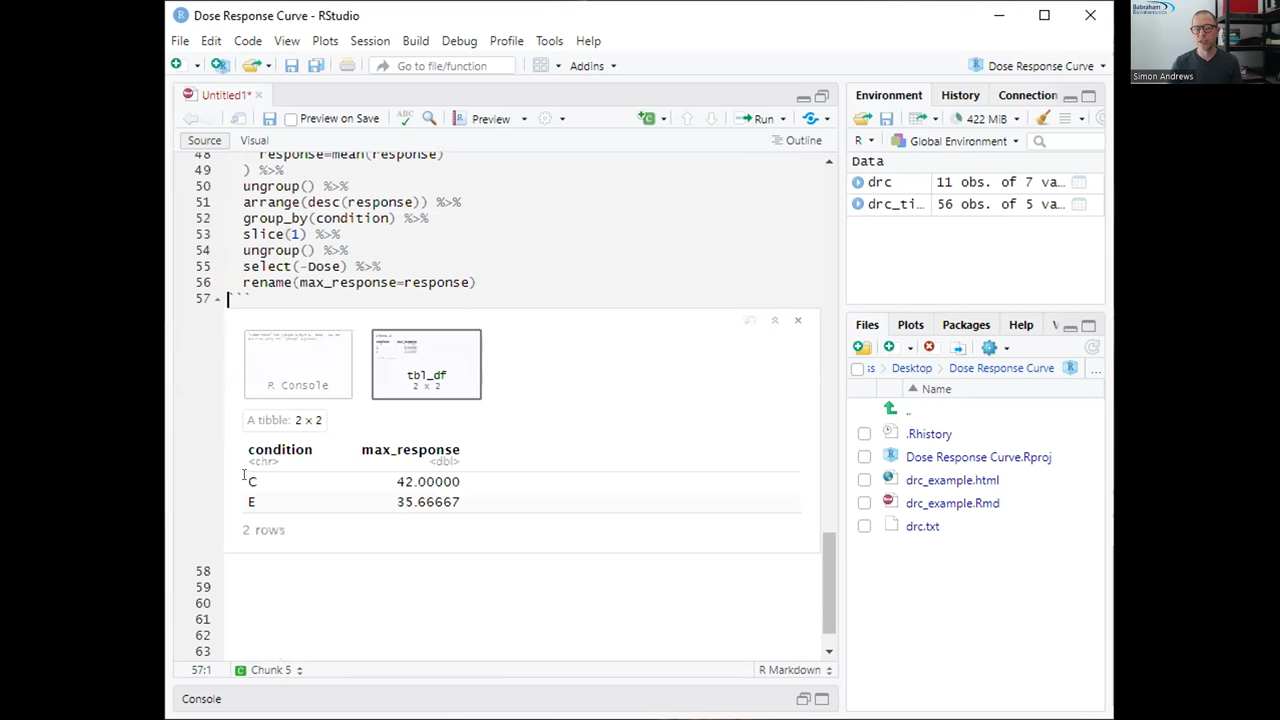 Dose Response Curve - RStudio
File Edit Code View Plots Session Build Debug Profile Tools Help
Go to file/function
Addins
Dose Response Curve
Untitled1*
Preview on Save
ABC
Preview
Run
Source Visual
Outline
48 response=mean(response)
49 ) %>%
50 ungroup() %>%
51 arrange(desc(response)) %>%
52 group_by(condition) %>%
53 slice(1) %>%
54 ungroup() %>%
55 select(-Dose) %>%
56 rename(max_response=response)
57 ```
R Console
tbl_df
2 x 2
A tibble: 2 × 2
condition max_response
<chr> <dbl>
C 42.00000
E 35.66667
2 rows
58
59
60
61
62
63
57:1 Chunk 5 R Markdown
Console
Environment History Connection
422 MiB
R Global Environment
Data
drc 11 obs. of 7 va…
drc_ti… 56 obs. of 5 va…
Files Plots Packages Help V
ss Desktop Dose Response Curve ...
Name
..
.Rhistory
Dose Response Curve.Rproj
drc_example.html
drc_example.Rmd
drc.txt
Babraham
Bioinformatics
Simon Andrews